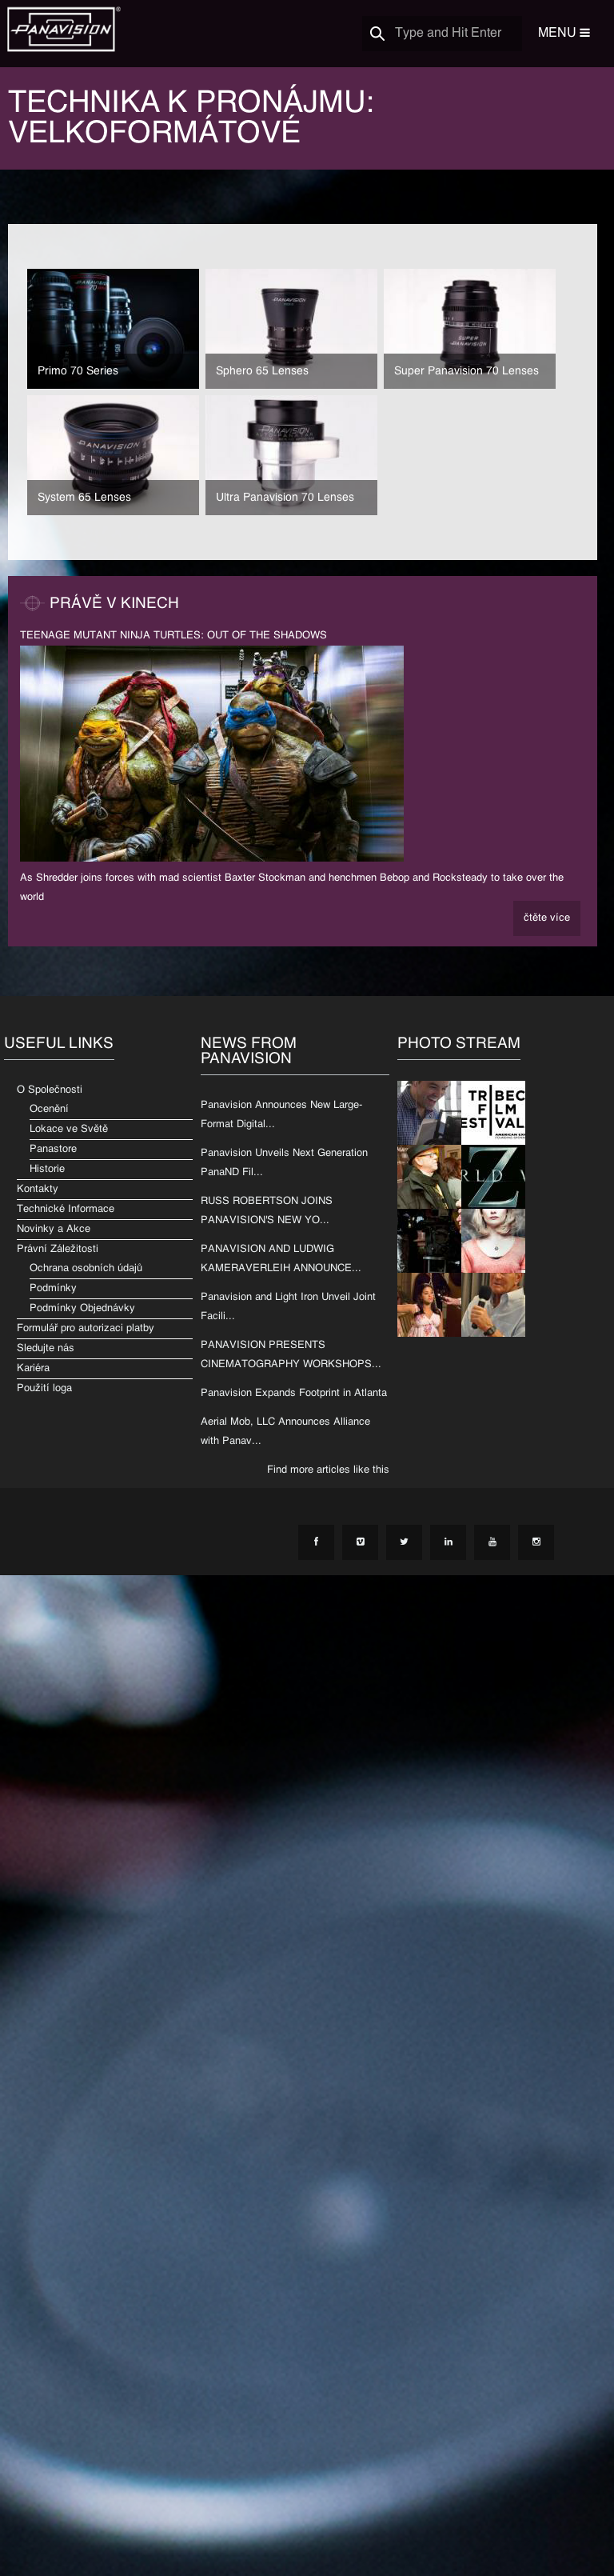 PANAVISION®
Type and Hit Enter
MENU
TECHNIKA K PRONÁJMU:
VELKOFORMÁTOVÉ
Primo 70 Series
Sphero 65 Lenses
Super Panavision 70 Lenses
System 65 Lenses
Ultra Panavision 70 Lenses
PRÁVĚ V KINECH
TEENAGE MUTANT NINJA TURTLES: OUT OF THE SHADOWS
As Shredder joins forces with mad scientist Baxter Stockman and henchmen Bebop and Rocksteady to take over the
world
čtěte více
USEFUL LINKS
O Společnosti
Ocenění
Lokace ve Světě
Panastore
Historie
Kontakty
Technické Informace
Novinky a Akce
Právní Záležitosti
Ochrana osobních údajů
Podmínky
Podmínky Objednávky
Formulář pro autorizaci platby
Sledujte nás
Kariéra
Použití loga
NEWS FROM
PANAVISION
Panavision Announces New Large-
Format Digital...
Panavision Unveils Next Generation
PanaND Fil...
RUSS ROBERTSON JOINS
PANAVISION'S NEW YO...
PANAVISION AND LUDWIG
KAMERAVERLEIH ANNOUNCE...
Panavision and Light Iron Unveil Joint
Facili...
PANAVISION PRESENTS
CINEMATOGRAPHY WORKSHOPS...
Panavision Expands Footprint in Atlanta
Aerial Mob, LLC Announces Alliance
with Panav...
Find more articles like this
PHOTO STREAM
TRIBEC
FILM
EST
VAL
RLD
Z